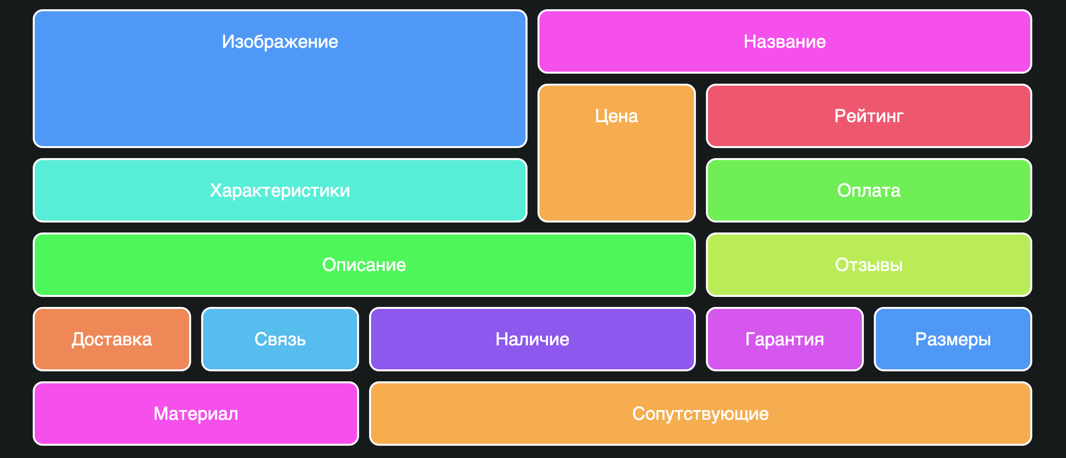 Изображение
Название
Цена
Рейтинг
Характеристики
Оплата
Описание
Отзывы
Доставка
Связь
Наличие
Гарантия
Размеры
Материал
Сопутствующие